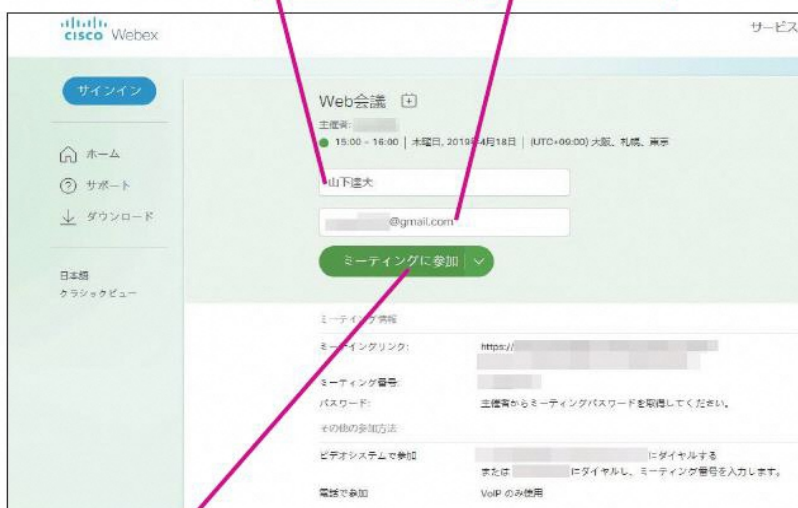 cisco Webex
サービス
サインイン
ホーム
サポート
ダウンロード
日本語
クラシックビュー
Web会議
主催者:
15:00 - 16:00 | 木曜日, 2019年4月18日 | (UTC+09:00) 大阪、札幌、東京
山下達大
@gmail.com
ミーティングに参加
ミーティング情報
ミーティングリンク: https://
ミーティング番号:
パスワード: 主催者からミーティングパスワードを取得してください。
その他の参加方法
ビデオシステムで参加 にダイヤルする
または にダイヤルし、ミーティング番号を入力します。
電話で参加 VoIP のみ使用